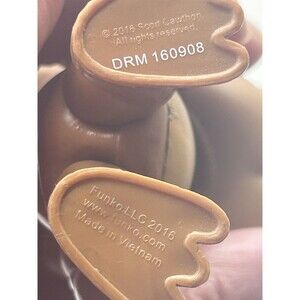 © 2016 Scott Cawthon
All rights reserved.
DRM 160908
Funko LLC 2016
www.funko.com
Made in Vietnam